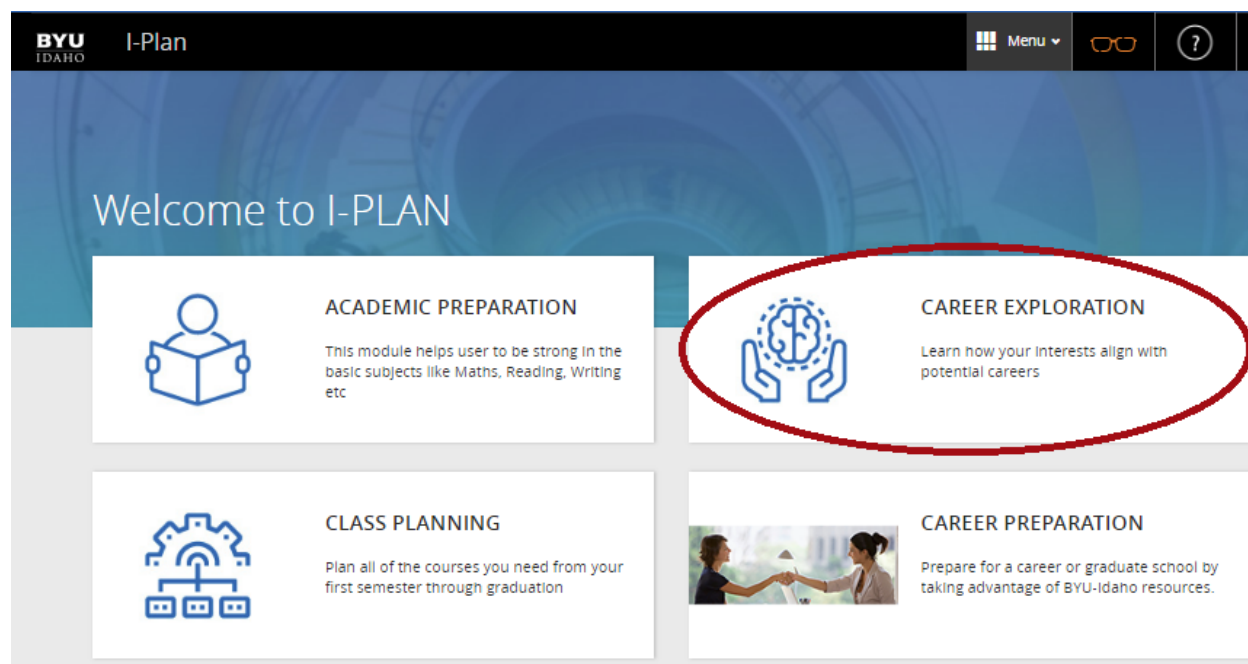 BYU
IDAHO
I-Plan
Menu
?
Welcome to I-PLAN
ACADEMIC PREPARATION
This module helps user to be strong in the
basic subjects like Maths, Reading, Writing
etc
CAREER EXPLORATION
Learn how your interests align with
potential careers
CLASS PLANNING
Plan all of the courses you need from your
first semester through graduation
CAREER PREPARATION
Prepare for a career or graduate school by
taking advantage of BYU-Idaho resources.